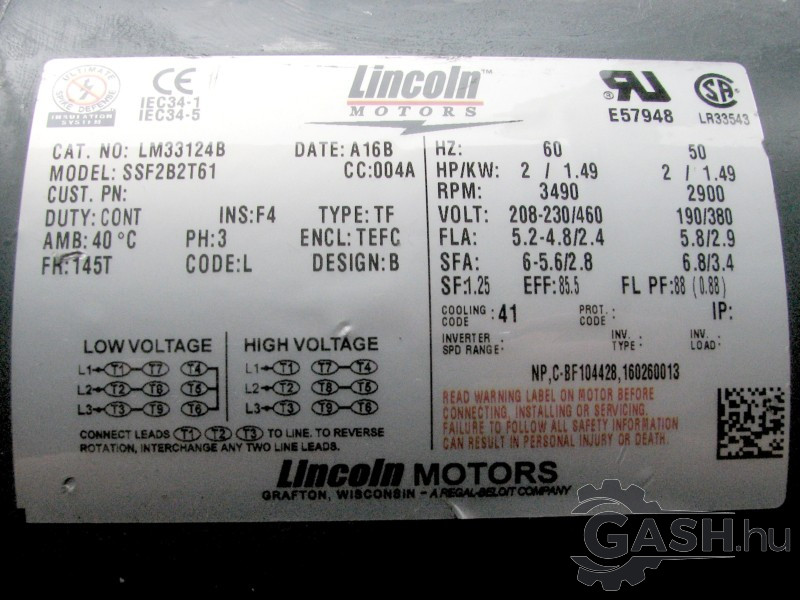 ULTIMATE
SPIKE DEFENSE
INSULATION
SYSTEM
CE
IEC34-1
IEC34-5
Lincoln™
MOTORS
E57948
LR33543
CAT. NO: LM33124B DATE: A16B
MODEL: SSF2B2T61 CC:004A
CUST. PN:
DUTY: CONT INS:F4 TYPE: TF
AMB: 40 °C PH:3 ENCL: TEFC
FR:145T CODE:L DESIGN: B
HZ: 60 50
HP/KW: 2 / 1.49 2 / 1.49
RPM: 3490 2900
VOLT: 208-230/460 190/380
FLA: 5.2-4.8/2.4 5.8/2.9
SFA: 6-5.6/2.8 6.8/3.4
SF:1.25 EFF:85.5 FL PF:88 (0.88)
COOLING CODE :41 PROT. CODE : IP:
INVERTER SPD RANGE: INV. TYPE : INV. LOAD:
NP,C-BF104428,160260013
LOW VOLTAGE
L1 T1 T7 T4
L2 T2 T8 T5
L3 T3 T9 T6
HIGH VOLTAGE
L1 T1 T7 T4
L2 T2 T8 T5
L3 T3 T9 T6
CONNECT LEADS T1 T2 T3 TO LINE. TO REVERSE
ROTATION, INTERCHANGE ANY TWO LINE LEADS.
READ WARNING LABEL ON MOTOR BEFORE
CONNECTING, INSTALLING OR SERVICING.
FAILURE TO FOLLOW ALL SAFETY INFORMATION
CAN RESULT IN PERSONAL INJURY OR DEATH.
Lincoln MOTORS
GRAFTON, WISCONSIN - A REGAL-BELOIT COMPANY
GASH.hu